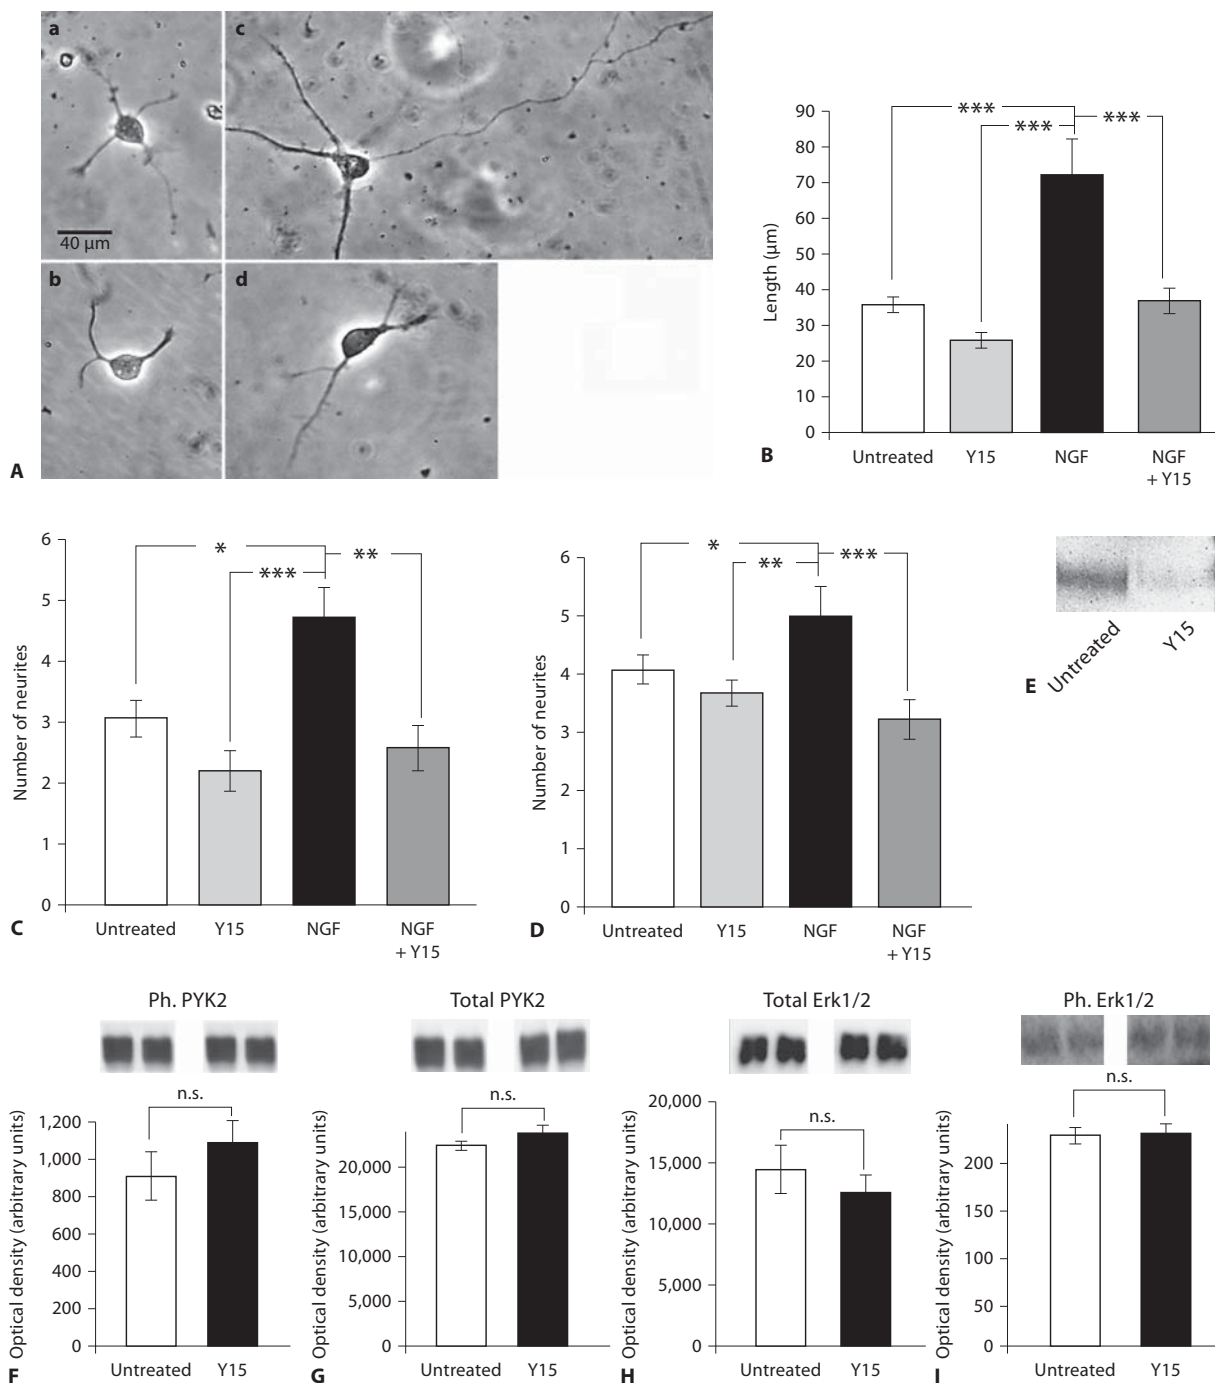 a
c
40 µm
b
d
A
90
80
70
60
50
40
30
20
10
0
Length (µm)
***
***
***
Untreated
Y15
NGF
NGF
+ Y15
B
6
5
4
3
2
1
0
Number of neurites
*
**
***
Untreated
Y15
NGF
NGF
+ Y15
C
6
5
4
3
2
1
0
Number of neurites
*
**
***
Untreated
Y15
NGF
NGF
+ Y15
D
Untreated
Y15
E
Ph. PYK2
n.s.
1,200
1,000
800
600
400
200
0
Optical density (arbitrary units)
Untreated
Y15
F
Total PYK2
n.s.
20,000
15,000
10,000
5,000
0
Optical density (arbitrary units)
Untreated
Y15
G
Total Erk1/2
n.s.
20,000
15,000
10,000
5,000
0
Optical density (arbitrary units)
Untreated
Y15
H
Ph. Erk1/2
n.s.
200
150
100
50
0
Optical density (arbitrary units)
Untreated
Y15
I